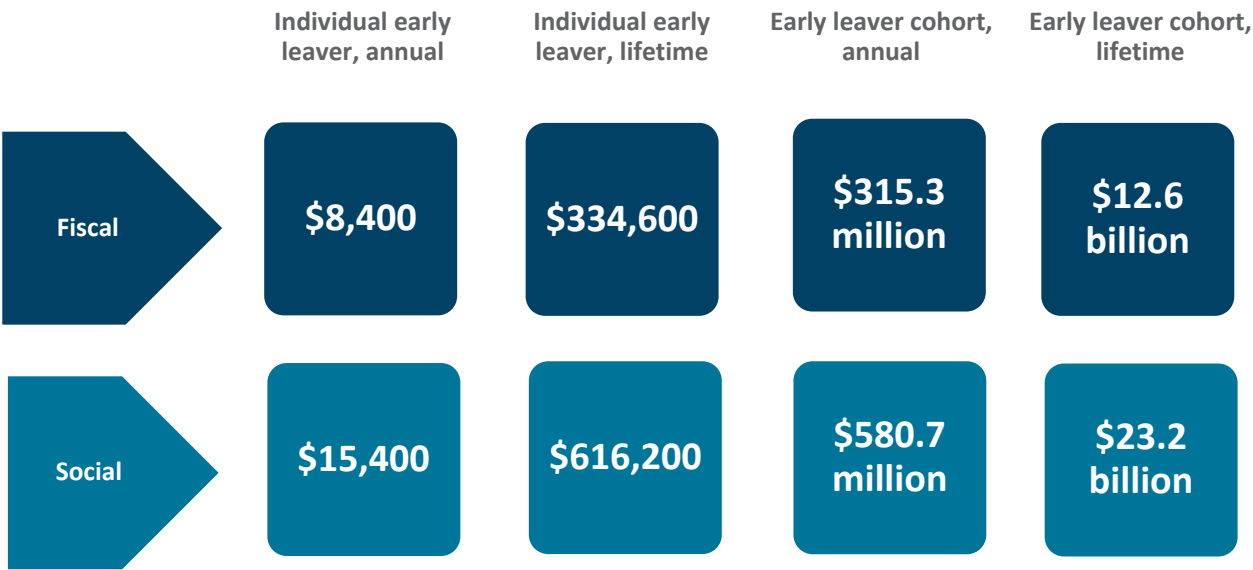 Individual early
leaver, annual
Individual early
leaver, lifetime
Early leaver cohort,
annual
Early leaver cohort,
lifetime
Fiscal
$8,400
$334,600
$315.3
million
$12.6
billion
Social
$15,400
$616,200
$580.7
million
$23.2
billion